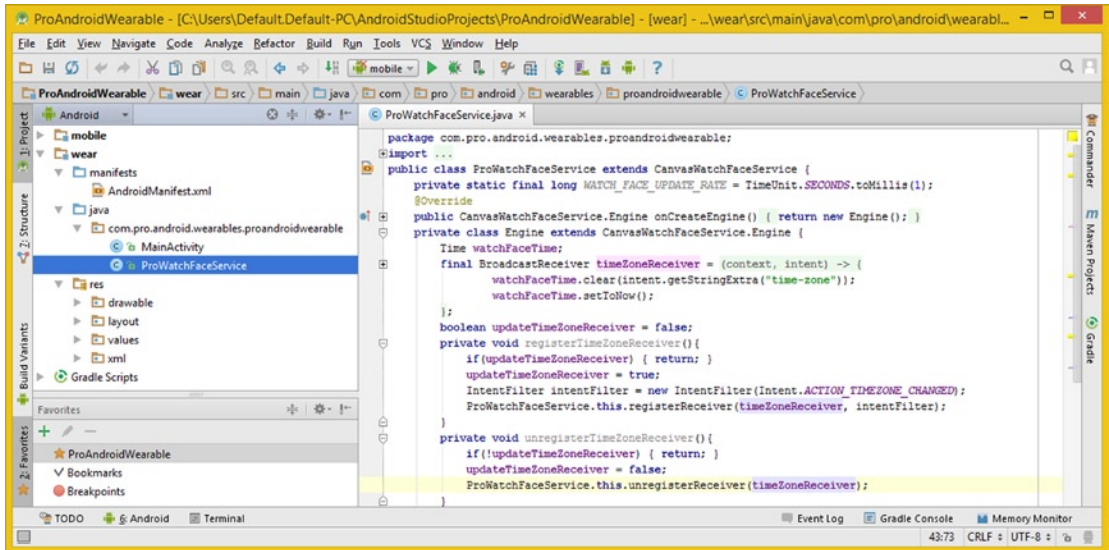 ProAndroidWearable - [C:\Users\Default.Default-PC\AndroidStudioProjects\ProAndroidWearable] - [wear] - ...\wear\src\main\java\com\pro\android\wearabl...
File Edit View Navigate Code Analyze Refactor Build Run Tools VCS Window Help
mobile
ProAndroidWearable wear src main java com pro android wearables proandroidwearable ProWatchFaceService
1: Project
7: Structure
Build Variants
2: Favorites
Android
mobile
wear
manifests
AndroidManifest.xml
java
com.pro.android.wearables.proandroidwearable
MainActivity
ProWatchFaceService
res
drawable
layout
values
xml
Gradle Scripts
Favorites
ProAndroidWearable
Bookmarks
Breakpoints
ProWatchFaceService.java
package com.pro.android.wearables.proandroidwearable;
import ...
public class ProWatchFaceService extends CanvasWatchFaceService {
private static final long WATCH_FACE_UPDATE_RATE = TimeUnit.SECONDS.toMillis(1);
@Override
public CanvasWatchFaceService.Engine onCreateEngine() { return new Engine(); }
private class Engine extends CanvasWatchFaceService.Engine {
Time watchFaceTime;
final BroadcastReceiver timeZoneReceiver = (context, intent) -> {
watchFaceTime.clear(intent.getStringExtra("time-zone"));
watchFaceTime.setToNow();
};
boolean updateTimeZoneReceiver = false;
private void registerTimeZoneReceiver(){
if(updateTimeZoneReceiver) { return; }
updateTimeZoneReceiver = true;
IntentFilter intentFilter = new IntentFilter(Intent.ACTION_TIMEZONE_CHANGED);
ProWatchFaceService.this.registerReceiver(timeZoneReceiver, intentFilter);
}
private void unregisterTimeZoneReceiver(){
if(!updateTimeZoneReceiver) { return; }
updateTimeZoneReceiver = false;
ProWatchFaceService.this.unregisterReceiver(timeZoneReceiver);
}
Commander
m Maven Projects
Gradle
TODO 6: Android Terminal Event Log Gradle Console Memory Monitor
43:73 CRLF UTF-8